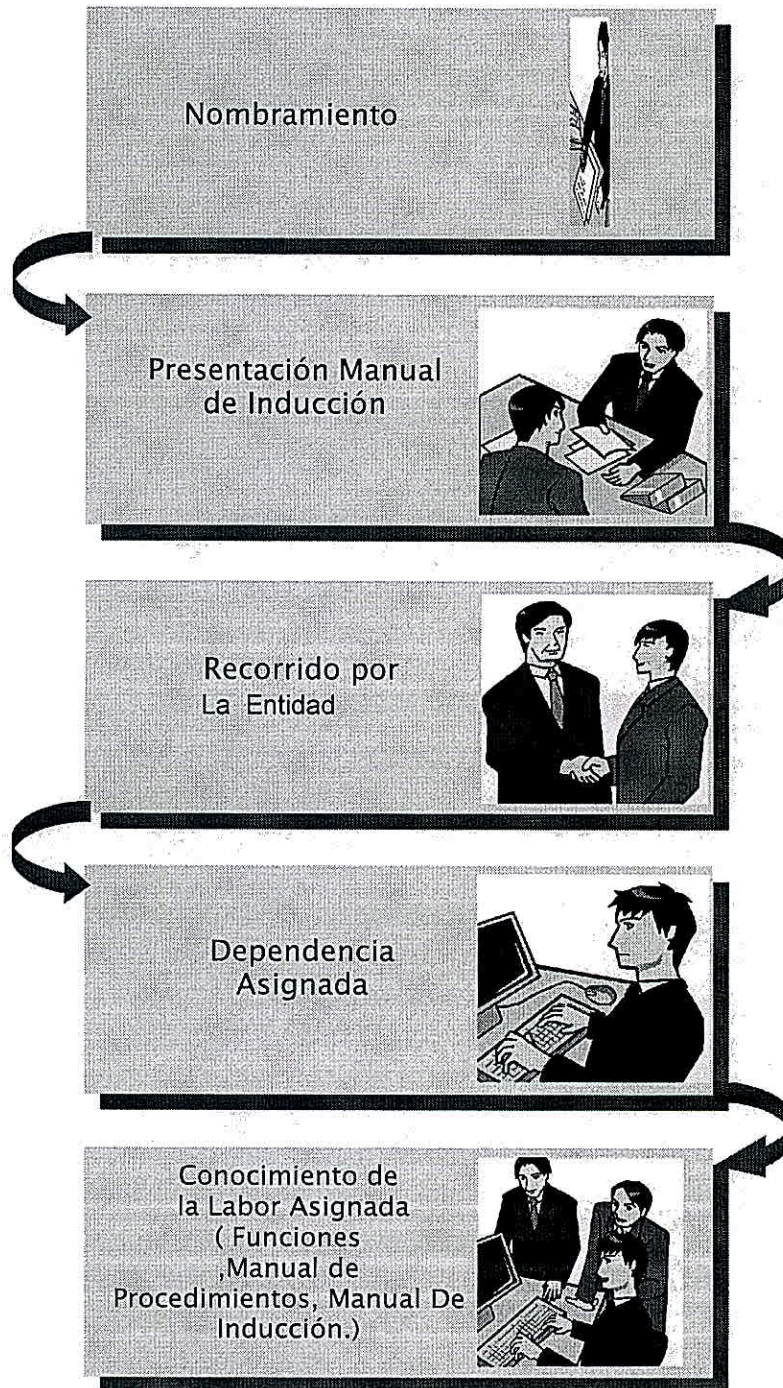 Nombramiento
Presentación Manual
de Inducción
Recorrido por
La Entidad
Dependencia
Asignada
Conocimiento de
la Labor Asignada
( Funciones
,Manual de
Procedimientos, Manual De
Inducción.)